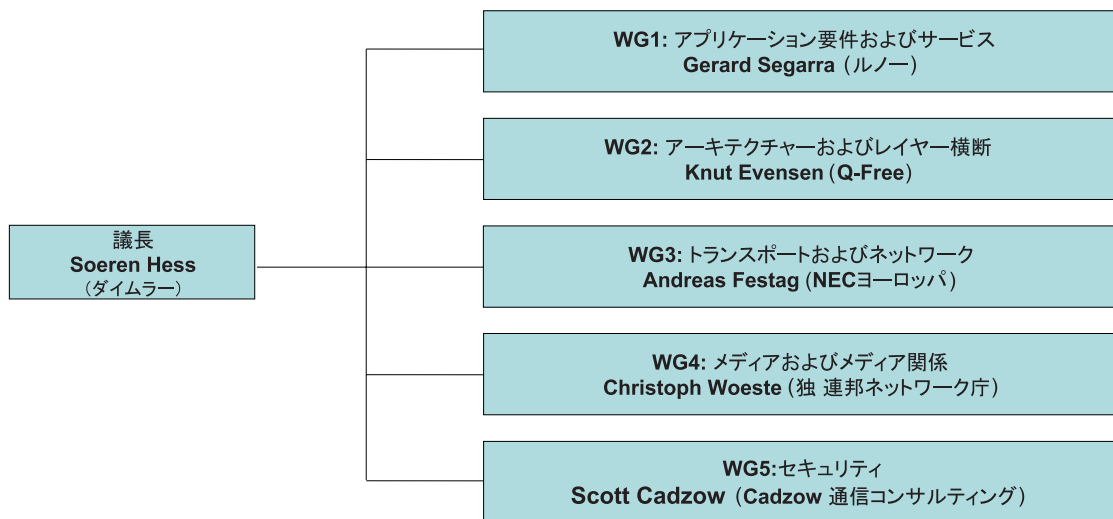 WG1: アプリケーション要件およびサービス
Gerard Segarra (ルノー)
WG2: アーキテクチャーおよびレイヤー横断
Knut Evensen (Q-Free)
議長
Soeren Hess
(ダイムラー)
WG3: トランスポートおよびネットワーク
Andreas Festag (NECヨーロッパ)
WG4: メディアおよびメディア関係
Christoph Woeste (独 連邦ネットワーク庁)
WG5:セキュリティ
Scott Cadzow (Cadzow 通信コンサルティング)